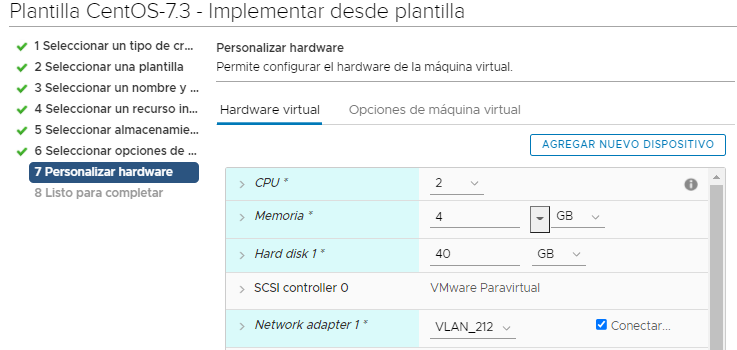 Plantilla CentOS-7.3 - Implementar desde plantilla
1 Seleccionar un tipo de cr...
2 Seleccionar una plantilla
3 Seleccionar un nombre y ...
4 Seleccionar un recurso in...
5 Seleccionar almacenamie...
6 Seleccionar opciones de ...
7 Personalizar hardware
8 Listo para completar
Personalizar hardware
Permite configurar el hardware de la máquina virtual.
Hardware virtual Opciones de máquina virtual
AGREGAR NUEVO DISPOSITIVO
CPU * 2
Memoria * 4 GB
Hard disk 1 * 40 GB
SCSI controller 0 VMware Paravirtual
Network adapter 1 * VLAN_212 Conectar...